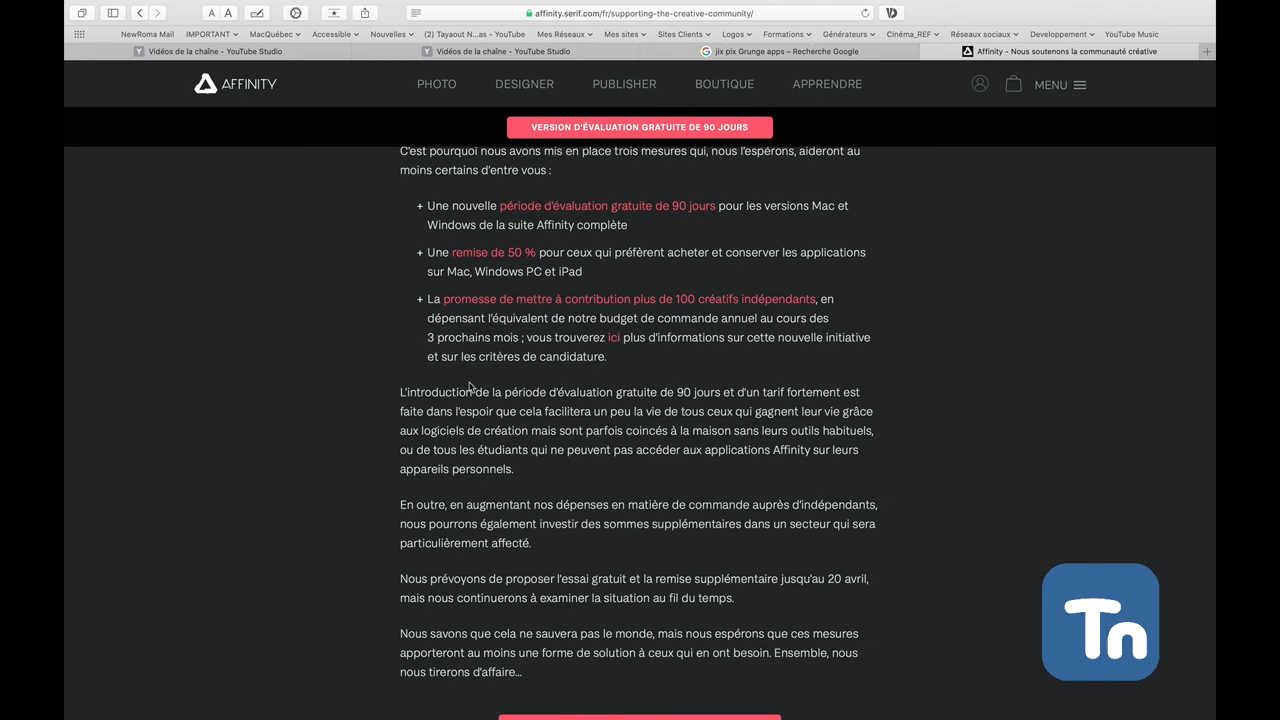 A A
affinity.serif.com/fr/supporting-the-creative-community/
NewRoma Mail IMPORTANT MacQuébec Accessible Nouvelles (2) Tayaout N...as - YouTube Mes Réseaux Mes sites Sites Clients Logos Formations Générateurs Cinéma_REF Réseaux sociaux Developpement YouTube Music
Y Vidéos de la chaîne - YouTube Studio
Y Vidéos de la chaîne - YouTube Studio
G jix pix Grunge apps – Recherche Google
Affinity - Nous soutenons la communauté créative
AFFINITY PHOTO DESIGNER PUBLISHER BOUTIQUE APPRENDRE MENU
VERSION D'ÉVALUATION GRATUITE DE 90 JOURS
C'est pourquoi nous avons mis en place trois mesures qui, nous l'espérons, aideront au
moins certains d'entre vous :
+ Une nouvelle période d'évaluation gratuite de 90 jours pour les versions Mac et
Windows de la suite Affinity complète
+ Une remise de 50 % pour ceux qui préfèrent acheter et conserver les applications
sur Mac, Windows PC et iPad
+ La promesse de mettre à contribution plus de 100 créatifs indépendants, en
dépensant l'équivalent de notre budget de commande annuel au cours des
3 prochains mois ; vous trouverez ici plus d'informations sur cette nouvelle initiative
et sur les critères de candidature.
L'introduction de la période d'évaluation gratuite de 90 jours et d'un tarif fortement est
faite dans l'espoir que cela facilitera un peu la vie de tous ceux qui gagnent leur vie grâce
aux logiciels de création mais sont parfois coincés à la maison sans leurs outils habituels,
ou de tous les étudiants qui ne peuvent pas accéder aux applications Affinity sur leurs
appareils personnels.
En outre, en augmentant nos dépenses en matière de commande auprès d'indépendants,
nous pourrons également investir des sommes supplémentaires dans un secteur qui sera
particulièrement affecté.
Nous prévoyons de proposer l'essai gratuit et la remise supplémentaire jusqu'au 20 avril,
mais nous continuerons à examiner la situation au fil du temps.
Nous savons que cela ne sauvera pas le monde, mais nous espérons que ces mesures
apporteront au moins une forme de solution à ceux qui en ont besoin. Ensemble, nous
nous tirerons d'affaire...
Tn